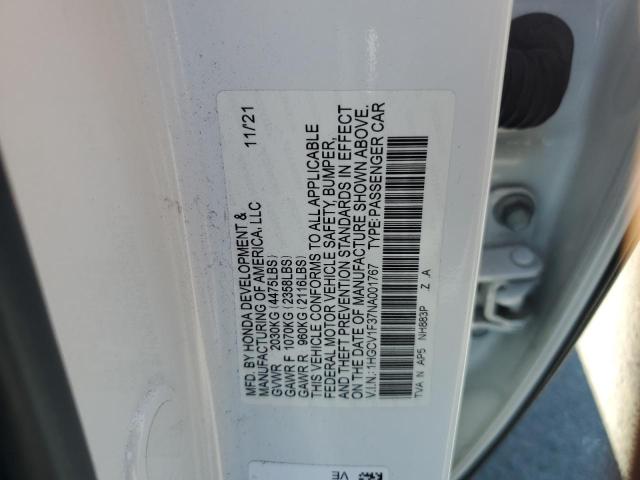 MFD. BY HONDA DEVELOPMENT & 11/21
MANUFACTURING OF AMERICA, LLC
GVWR 2030KG (4475LBS)
GAWR F 1070KG (2358LBS)
GAWR R 960KG (2116LBS)
THIS VEHICLE CONFORMS TO ALL APPLICABLE
FEDERAL MOTOR VEHICLE SAFETY, BUMPER,
AND THEFT PREVENTION STANDARDS IN EFFECT
ON THE DATE OF MANUFACTURE SHOWN ABOVE.
V.I.N.: 1HGCV1F37NA001767 TYPE: PASSENGER CAR
TVA N AP5 NH883P Z A
VE